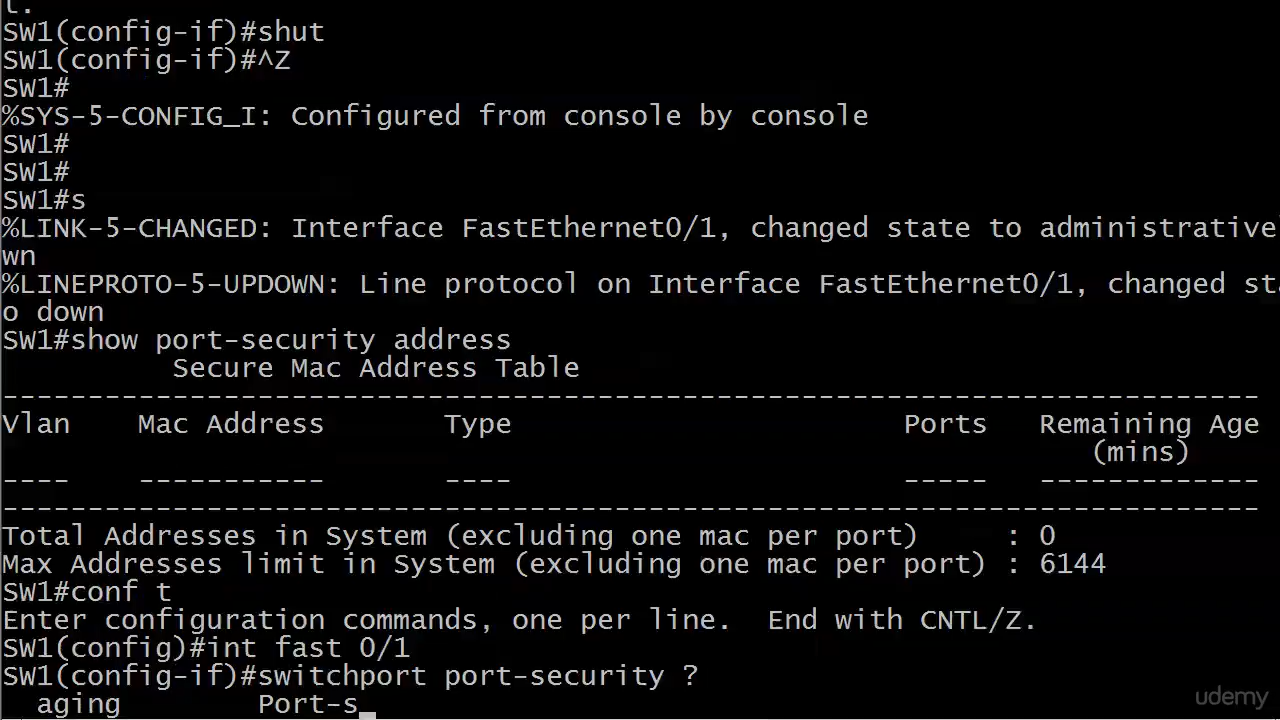 t.
SW1(config-if)#shut
SW1(config-if)#^Z
SW1#
%SYS-5-CONFIG_I: Configured from console by console
SW1#
SW1#
SW1#s
%LINK-5-CHANGED: Interface FastEthernet0/1, changed state to administrative
wn
%LINEPROTO-5-UPDOWN: Line protocol on Interface FastEthernet0/1, changed sta
o down
SW1#show port-security address
Secure Mac Address Table
------------------------------------------------------------------------
Vlan Mac Address Type Ports Remaining Age
(mins)
---- ----------- ---- ----- -------------
------------------------------------------------------------------------
Total Addresses in System (excluding one mac per port) : 0
Max Addresses limit in System (excluding one mac per port) : 6144
SW1#conf t
Enter configuration commands, one per line. End with CNTL/Z.
SW1(config)#int fast 0/1
SW1(config-if)#switchport port-security ?
aging Port-s
udemy